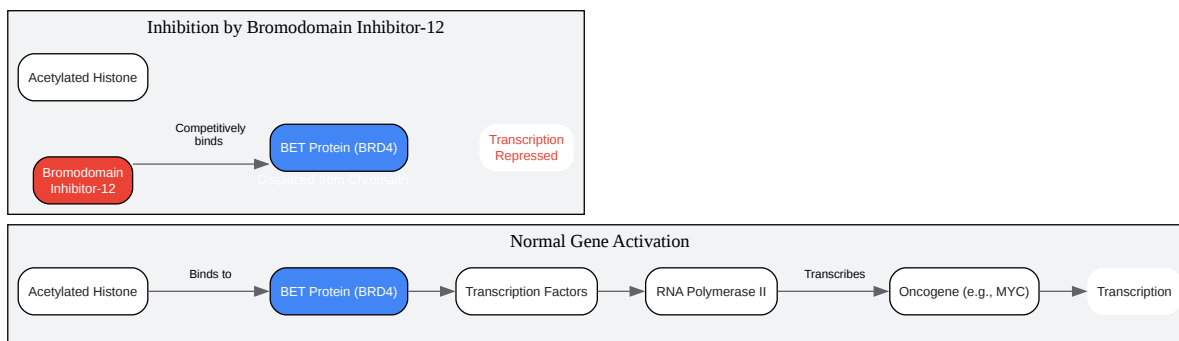 Inhibition by Bromodomain Inhibitor-12
Acetylated Histone
Competitively
binds
BET Protein (BRD4)
Transcription
Repressed
Bromodomain
Inhibitor-12
Displaced from Chromatin
Normal Gene Activation
Acetylated Histone
Binds to
BET Protein (BRD4)
Transcription Factors
RNA Polymerase II
Transcribes
Oncogene (e.g., MYC)
Transcription